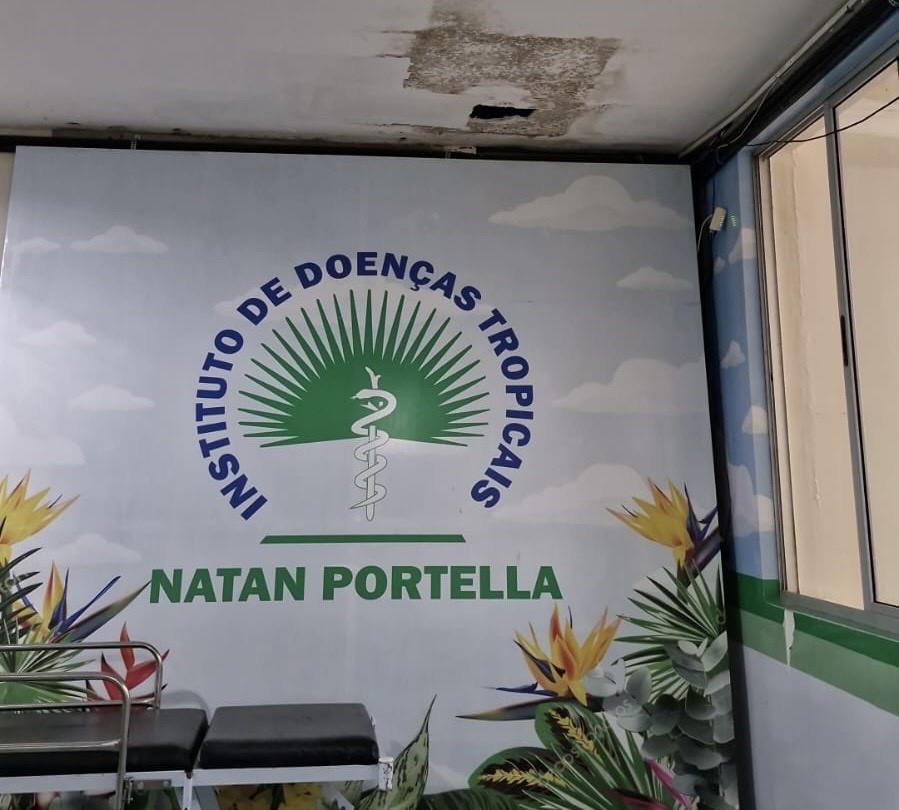 INSTITUTO DE DOENÇAS TROPICAIS
NATAN PORTELLA